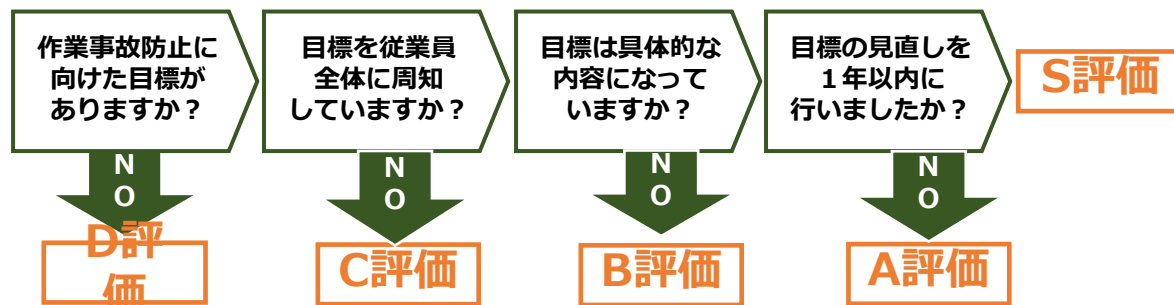 作業事故防止に
向けた目標が
ありますか？
目標を従業員
全体に周知
していますか？
目標は具体的な
内容になって
いますか？
目標の見直しを
１年以内に
行いましたか？
S評価
N
O
N
O
N
O
N
O
D評
価
C評価
B評価
A評価